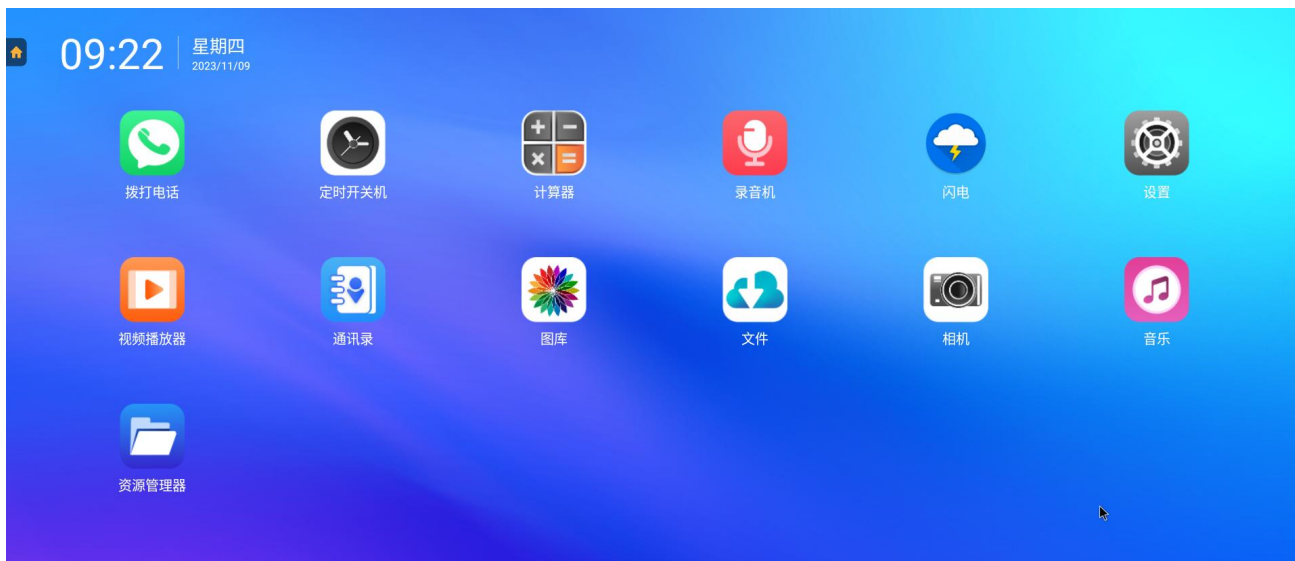 09:22
星期四
2023/11/09
拨打电话
定时开关机
计算器
录音机
闪电
设置
视频播放器
通讯录
图库
文件
相机
音乐
资源管理器